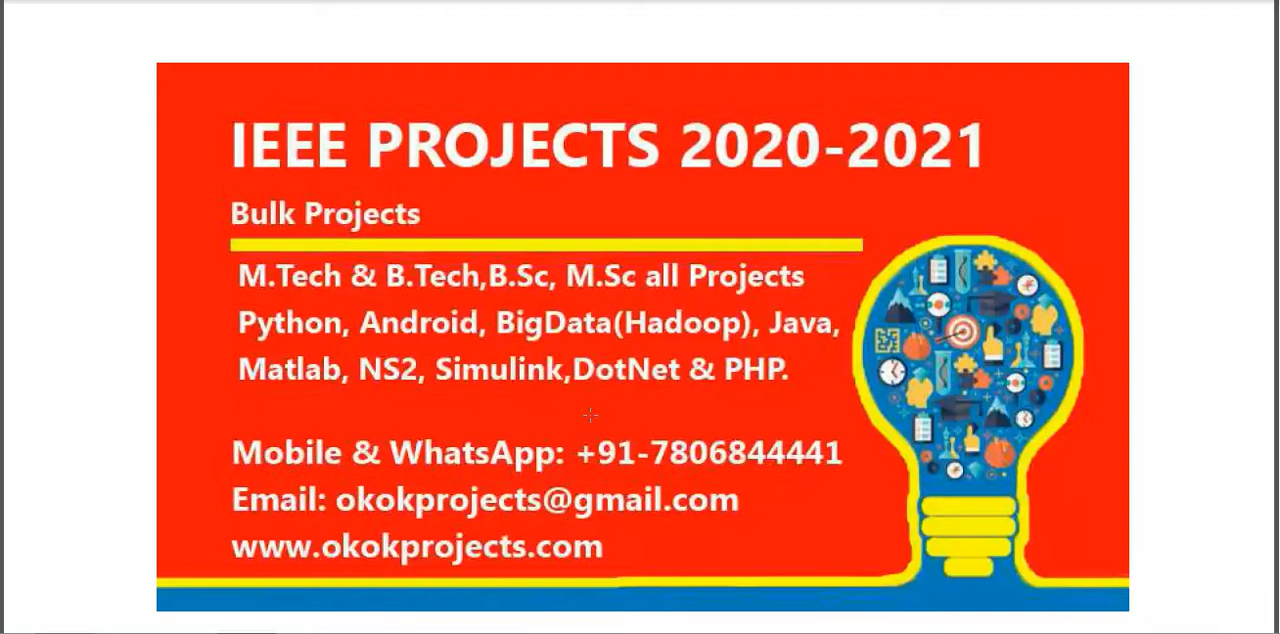 IEEE PROJECTS 2020-2021
Bulk Projects
M.Tech & B.Tech,B.Sc, M.Sc all Projects
Python, Android, BigData(Hadoop), Java,
Matlab, NS2, Simulink,DotNet & PHP.
Mobile & WhatsApp: +91-7806844441
Email: okokprojects@gmail.com
www.okokprojects.com